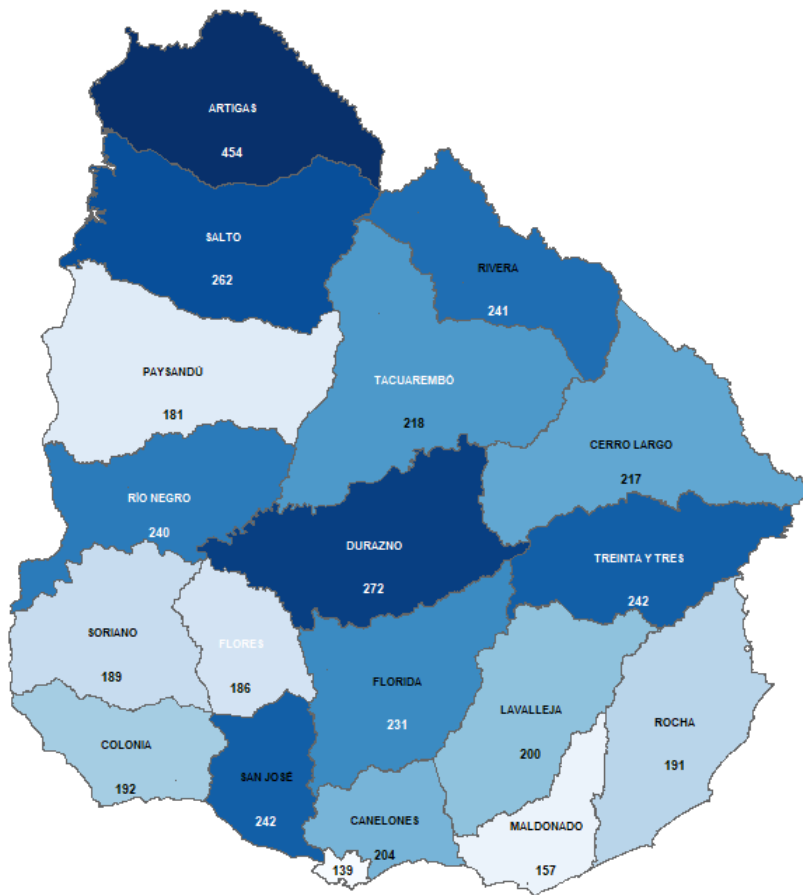 ARTIGAS
454
SALTO
262
RIVERA
241
PAYSANDÚ
181
TACUAREMBÓ
218
CERRO LARGO
217
RÍO NEGRO
240
DURAZNO
272
TREINTA Y TRES
242
SORIANO
189
FLORES
186
FLORIDA
231
LAVALLEJA
200
ROCHA
191
COLONIA
192
SAN JOSÉ
242
CANELONES
204
MALDONADO
157
139